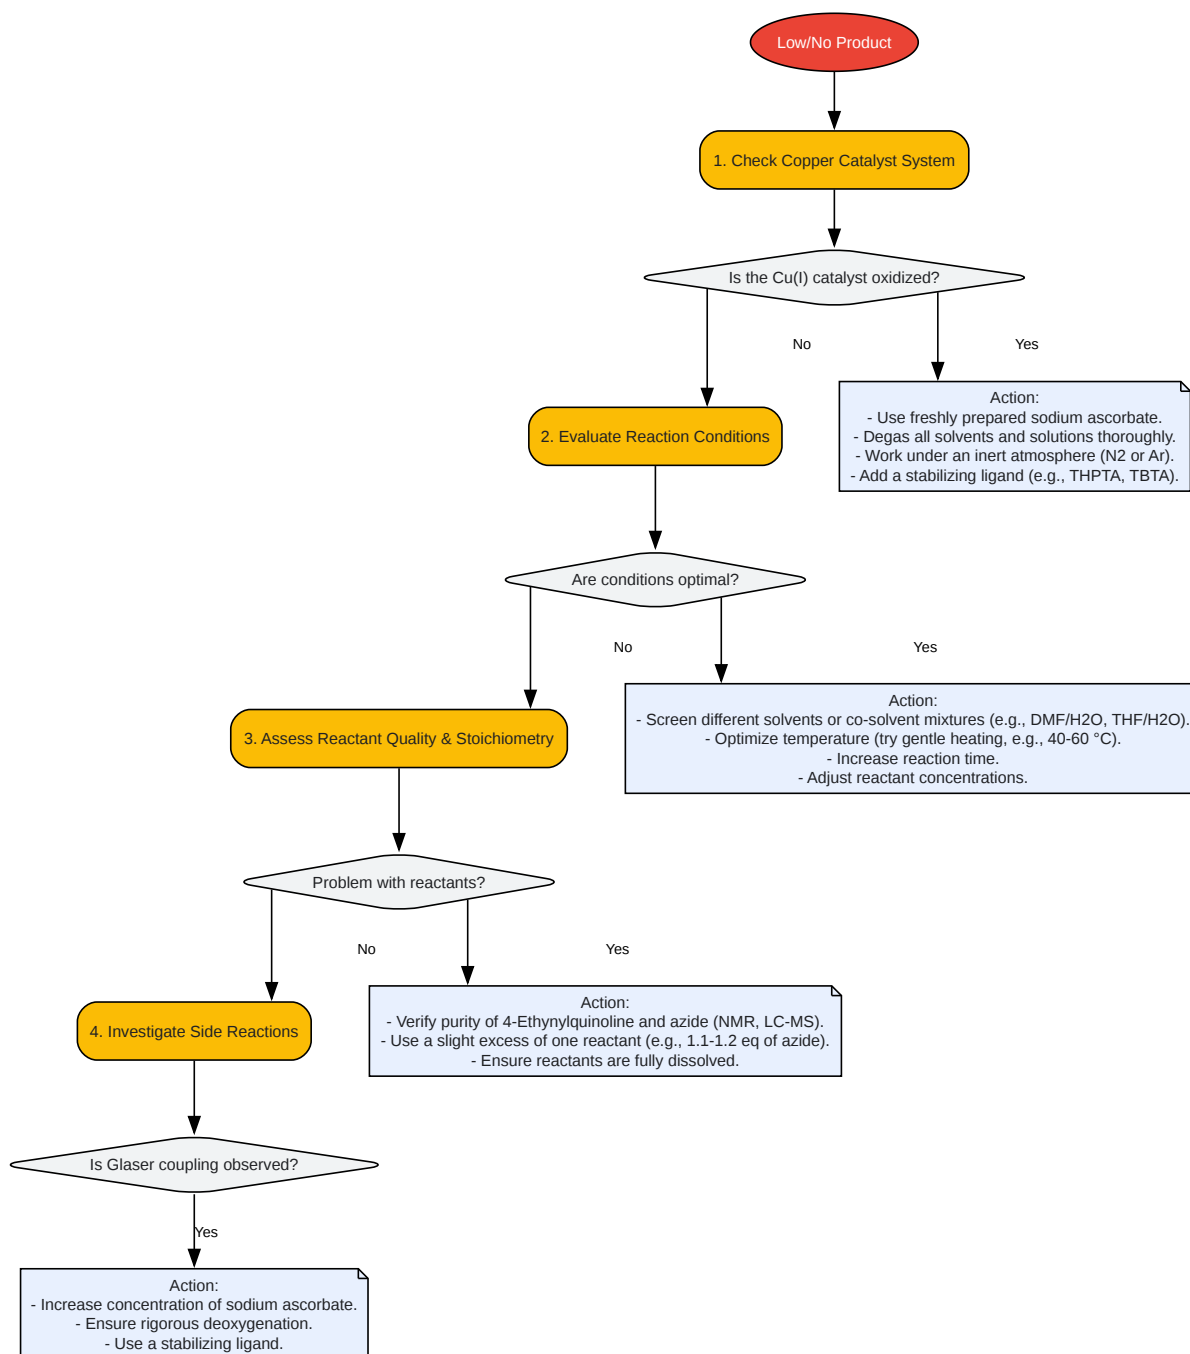 Low/No Product
1. Check Copper Catalyst System
Is the Cu(I) catalyst oxidized?
No
Yes
Action:
- Use freshly prepared sodium ascorbate.
- Degas all solvents and solutions thoroughly.
- Work under an inert atmosphere (N2 or Ar).
- Add a stabilizing ligand (e.g., THPTA, TBTA).
2. Evaluate Reaction Conditions
Are conditions optimal?
No
Yes
Action:
- Screen different solvents or co-solvent mixtures (e.g., DMF/H2O, THF/H2O).
- Optimize temperature (try gentle heating, e.g., 40-60 °C).
- Increase reaction time.
- Adjust reactant concentrations.
3. Assess Reactant Quality & Stoichiometry
Problem with reactants?
No
Yes
Action:
- Verify purity of 4-Ethynylquinoline and azide (NMR, LC-MS).
- Use a slight excess of one reactant (e.g., 1.1-1.2 eq of azide).
- Ensure reactants are fully dissolved.
4. Investigate Side Reactions
Is Glaser coupling observed?
Yes
Action:
- Increase concentration of sodium ascorbate.
- Ensure rigorous deoxygenation.
- Use a stabilizing ligand.